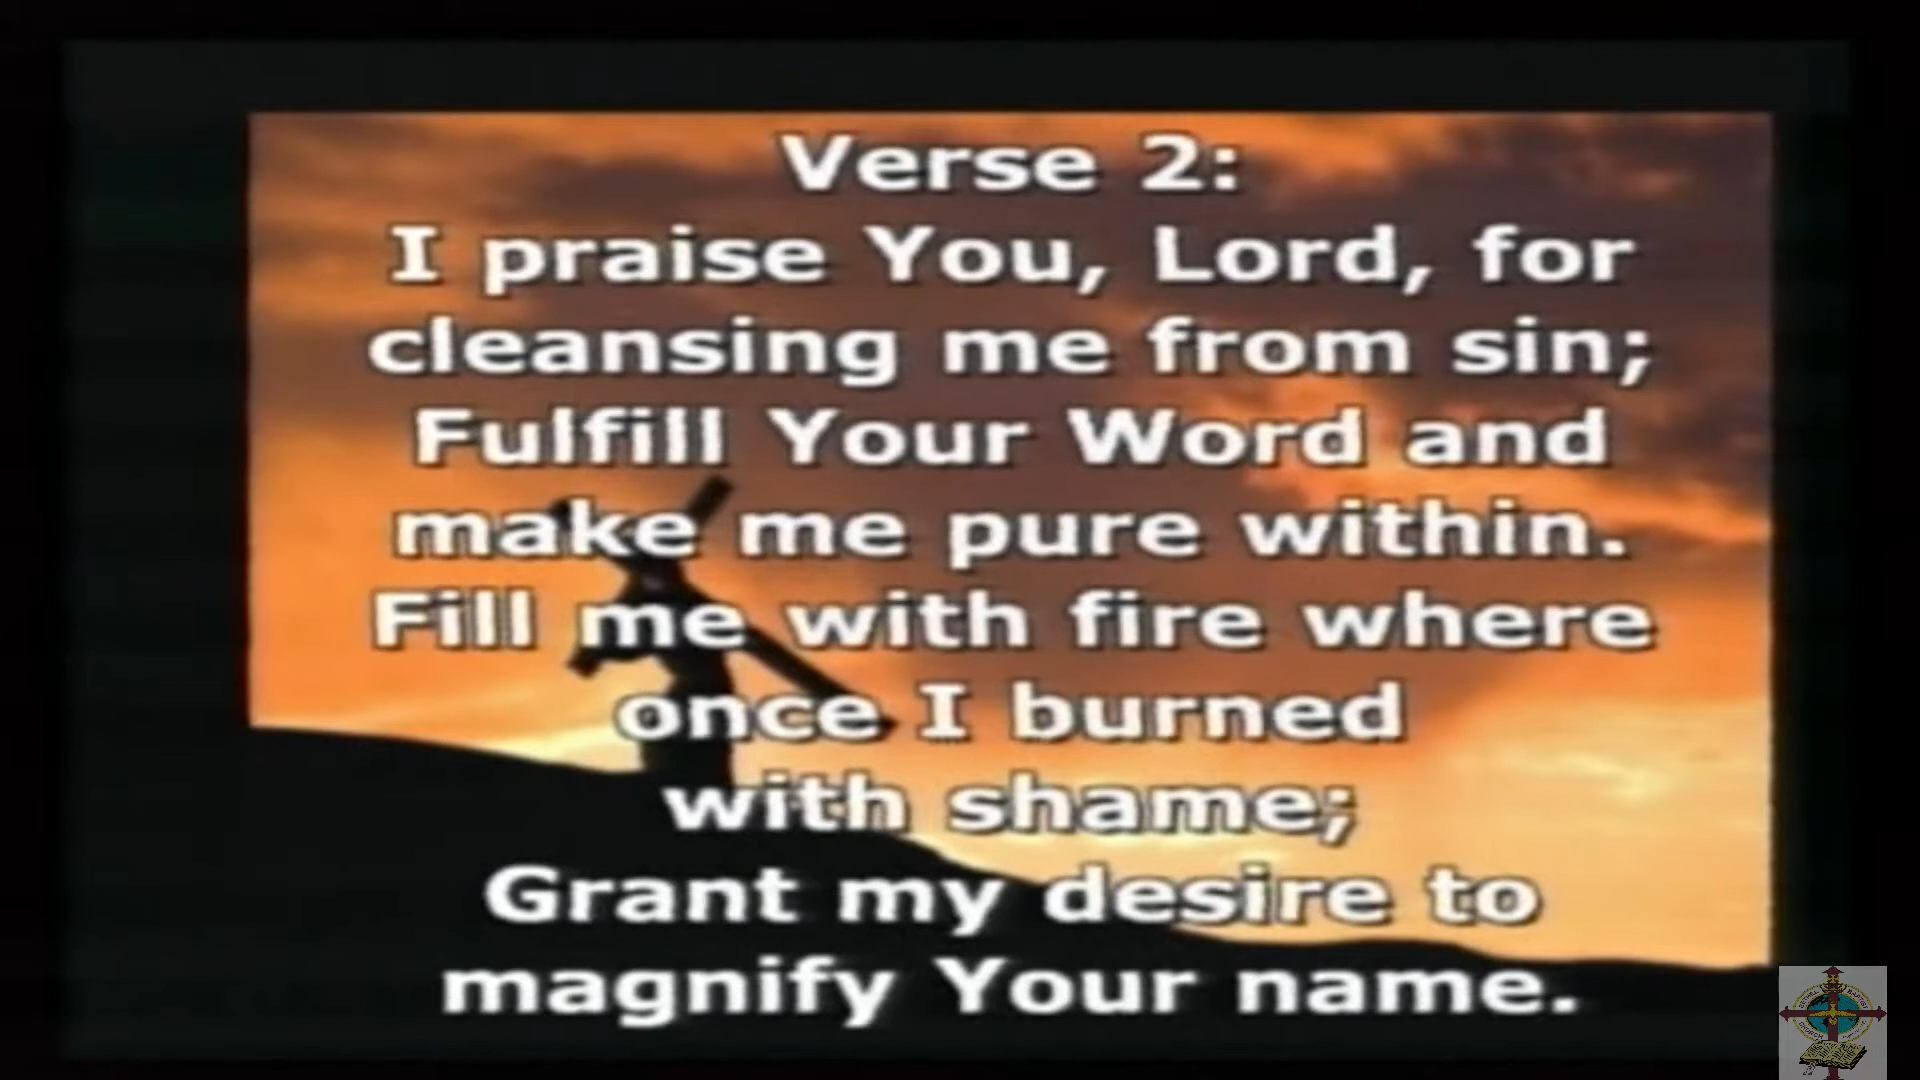 Verse 2:
I praise You, Lord, for
cleansing me from sin;
Fulfill Your Word and
make me pure within.
Fill me with fire where
once I burned
with shame;
Grant my desire to
magnify Your name.